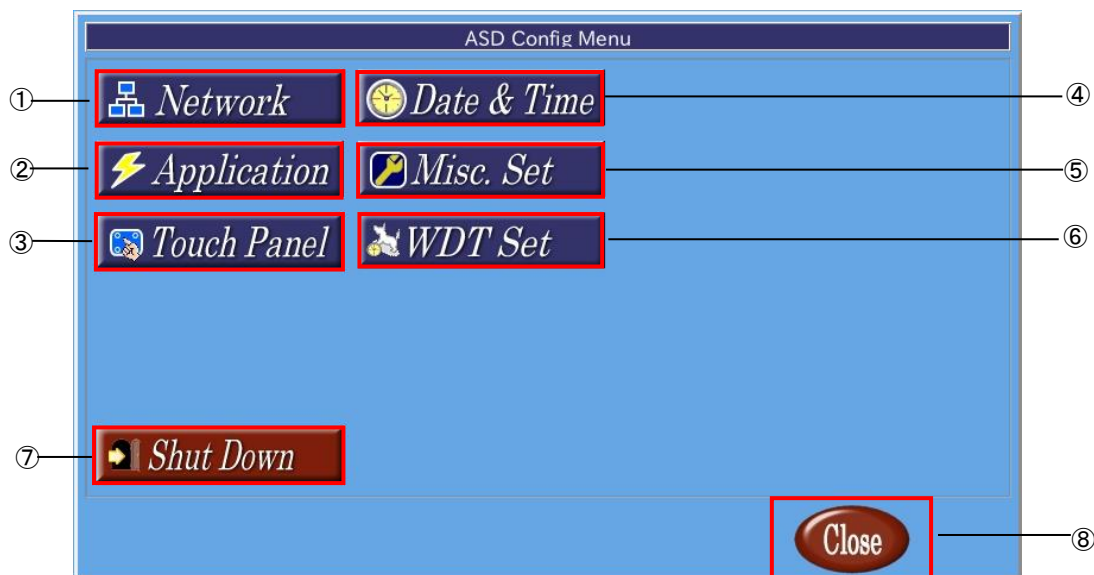 ASD Config Menu
① Network Date & Time ④
② Application Misc. Set ⑤
③ Touch Panel WDT Set ⑥
⑦ Shut Down
Close ⑧